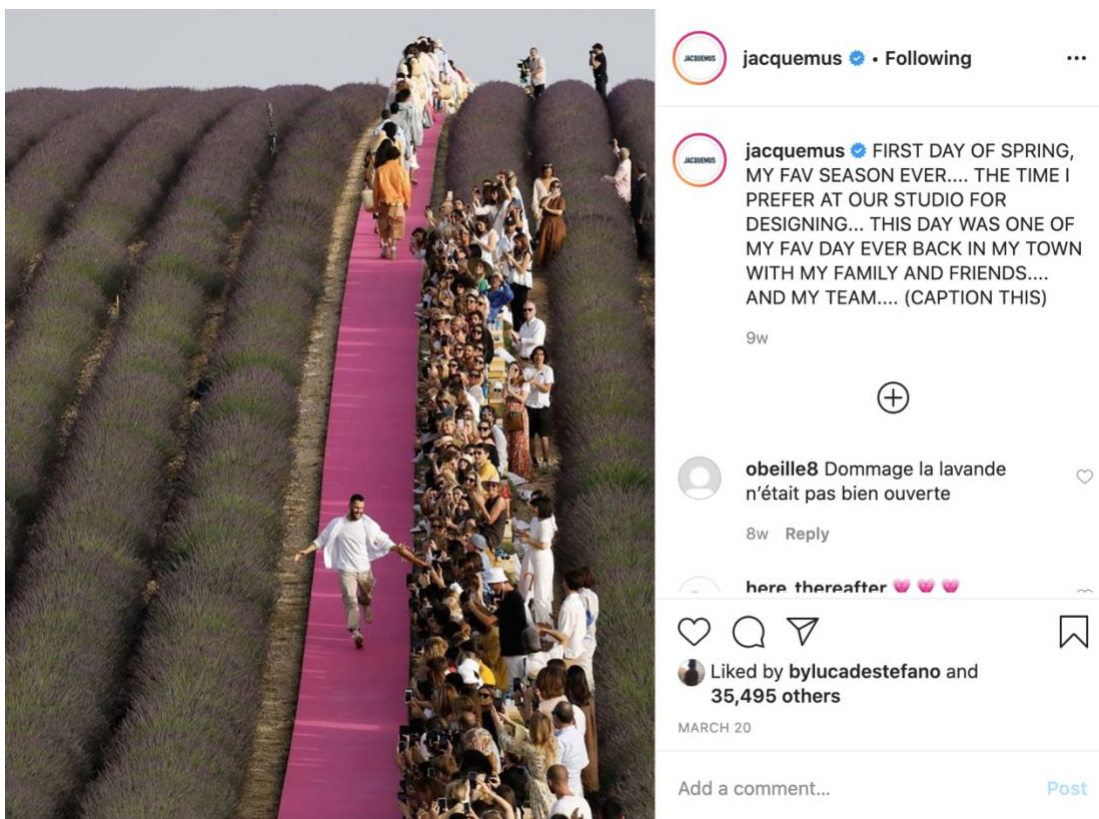 JACQUEMUS
jacquemus • Following
JACQUEMUS
jacquemus FIRST DAY OF SPRING,
MY FAV SEASON EVER.... THE TIME I
PREFER AT OUR STUDIO FOR
DESIGNING... THIS DAY WAS ONE OF
MY FAV DAY EVER BACK IN MY TOWN
WITH MY FAMILY AND FRIENDS....
AND MY TEAM.... (CAPTION THIS)
9w
obeille8 Dommage la lavande
n'était pas bien ouverte
8w Reply
here_thereafter 💗 💗 💗
Liked by bylucadestefano and
35,495 others
MARCH 20
Add a comment...
Post